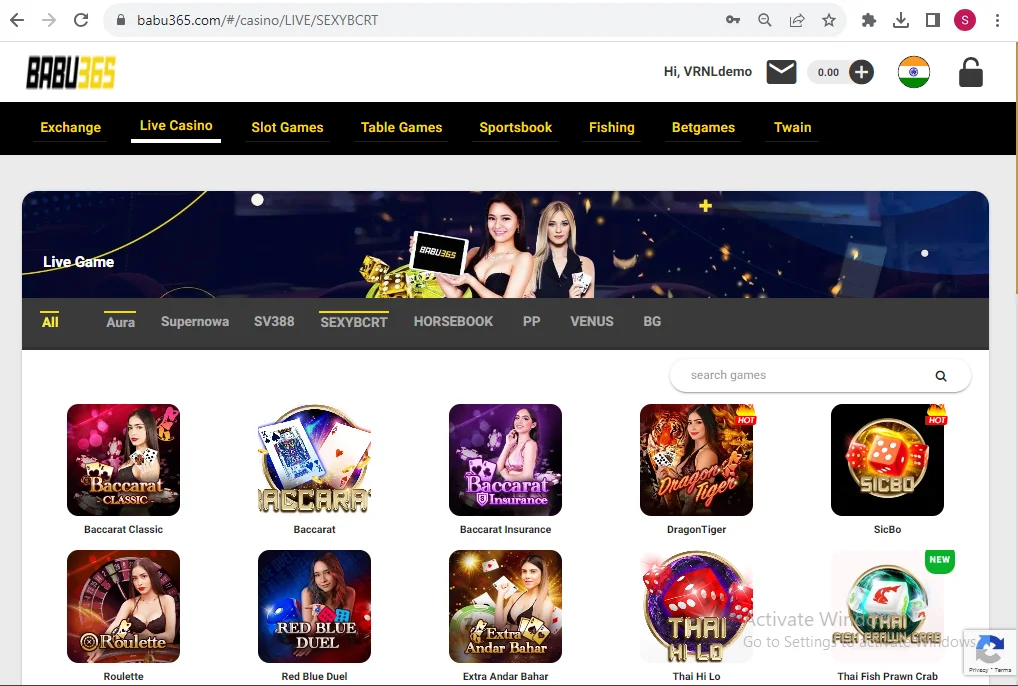 babu365.com/#/casino/LIVE/SEXYBCRT
S
BABU365
Hi, VRNLdemo
0.00
Exchange
Live Casino
Slot Games
Table Games
Sportsbook
Fishing
Betgames
Twain
BABU365
Live Game
All
Aura
Supernowa
SV388
SEXYBCRT
HORSEBOOK
PP
VENUS
BG
search games
Baccarat
CLASSIC
BACCARAT
Baccarat
Insurance
HOT
Dragon
Tiger
HOT
SICBO
Baccarat Classic
Baccarat
Baccarat Insurance
DragonTiger
SicBo
Roulette
RED BLUE
DUEL
Extra
Andar Bahar
THAI
HI-LO
NEW
THAI
FISH PRAWN CRAB
Activate Windows
Go to Settings to activate Windows.
Privacy - Terms
Roulette
Red Blue Duel
Extra Andar Bahar
Thai Hi Lo
Thai Fish Prawn Crab